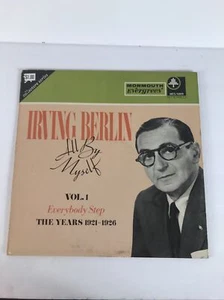 MONMOUTH
evergreen
IRVING BERLIN
All By
Myself
VOL. 1
Everybody Step
THE YEARS 1921-1926